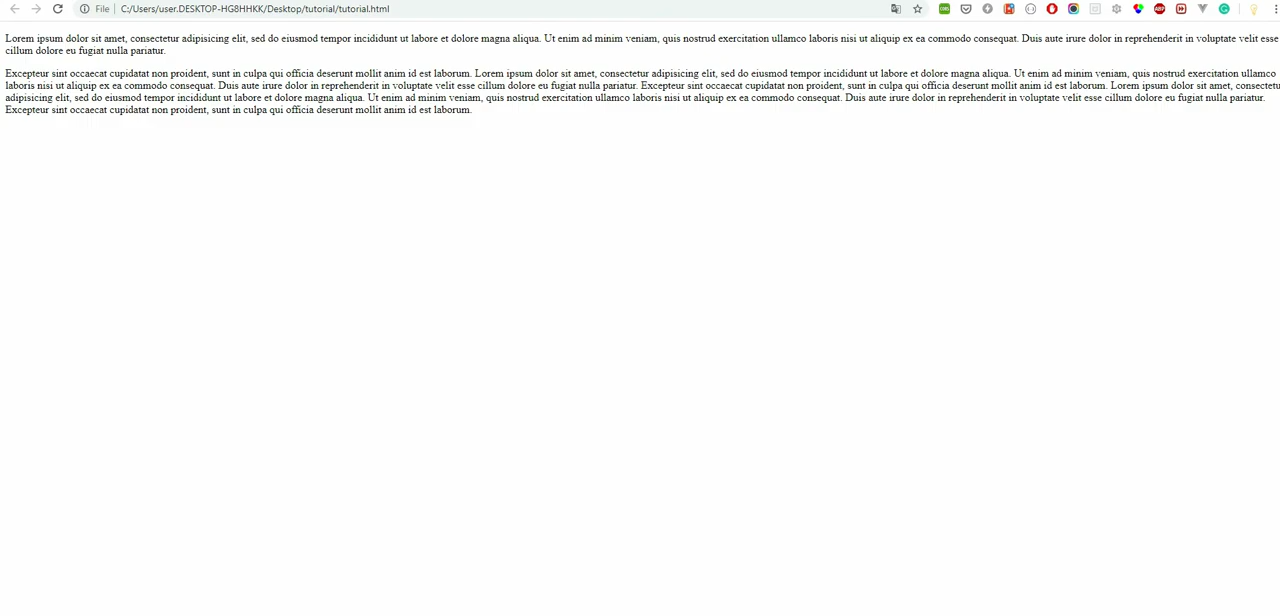 File C:/Users/user.DESKTOP-HG8HHKK/Desktop/tutorial/tutorial.html
Lorem ipsum dolor sit amet, consectetur adipisicing elit, sed do eiusmod tempor incididunt ut labore et dolore magna aliqua. Ut enim ad minim veniam, quis nostrud exercitation ullamco laboris nisi ut aliquip ex ea commodo consequat. Duis aute irure dolor in reprehenderit in voluptate velit esse
cillum dolore eu fugiat nulla pariatur.
Excepteur sint occaecat cupidatat non proident, sunt in culpa qui officia deserunt mollit anim id est laborum. Lorem ipsum dolor sit amet, consectetur adipisicing elit, sed do eiusmod tempor incididunt ut labore et dolore magna aliqua. Ut enim ad minim veniam, quis nostrud exercitation ullamco
laboris nisi ut aliquip ex ea commodo consequat. Duis aute irure dolor in reprehenderit in voluptate velit esse cillum dolore eu fugiat nulla pariatur. Excepteur sint occaecat cupidatat non proident, sunt in culpa qui officia deserunt mollit anim id est laborum. Lorem ipsum dolor sit amet, consectetu
adipisicing elit, sed do eiusmod tempor incididunt ut labore et dolore magna aliqua. Ut enim ad minim veniam, quis nostrud exercitation ullamco laboris nisi ut aliquip ex ea commodo consequat. Duis aute irure dolor in reprehenderit in voluptate velit esse cillum dolore eu fugiat nulla pariatur.
Excepteur sint occaecat cupidatat non proident, sunt in culpa qui officia deserunt mollit anim id est laborum.